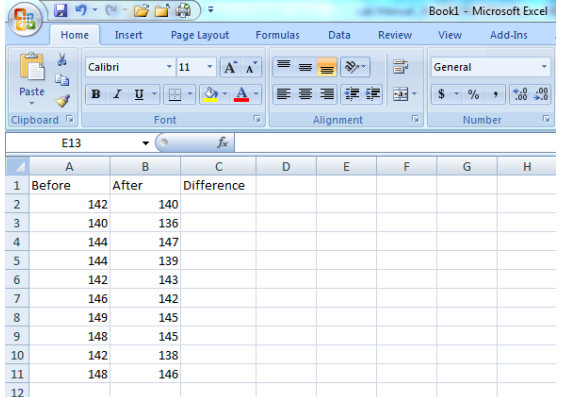 Book1 - Microsoft Excel
Home Insert Page Layout Formulas Data Review View Add-Ins
Paste
Calibri 11 A A
General
B I U A
$ % , .0 .00 .00 .0
Clipboard Font Alignment Number
E13 fx
A B C D E F G H
1 Before After Difference
2 142 140
3 140 136
4 144 147
5 144 139
6 142 143
7 146 142
8 149 145
9 148 145
10 142 138
11 148 146
12